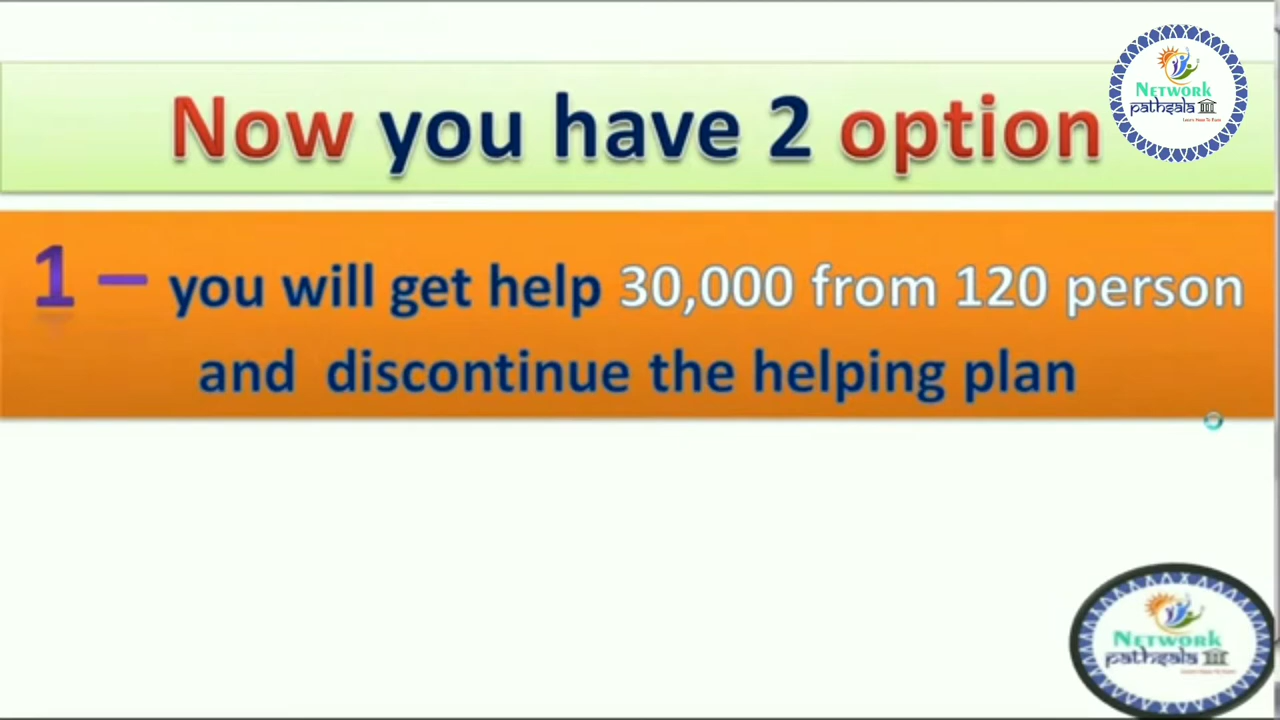 Now you have 2 option
NETWORK
pathsala
1 – you will get help 30,000 from 120 person
and discontinue the helping plan
NETWORK
pathsala